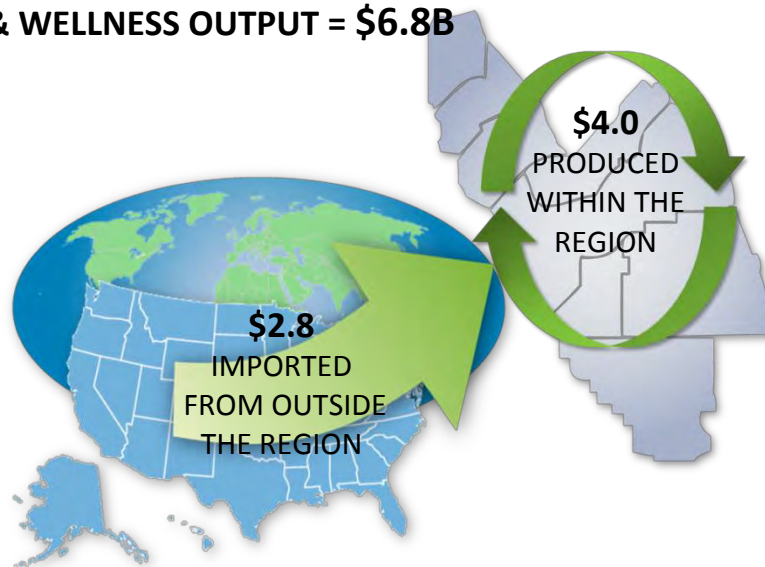 & WELLNESS OUTPUT = $6.8B
$4.0
PRODUCED
WITHIN THE
REGION
$2.8
IMPORTED
FROM OUTSIDE
THE REGION